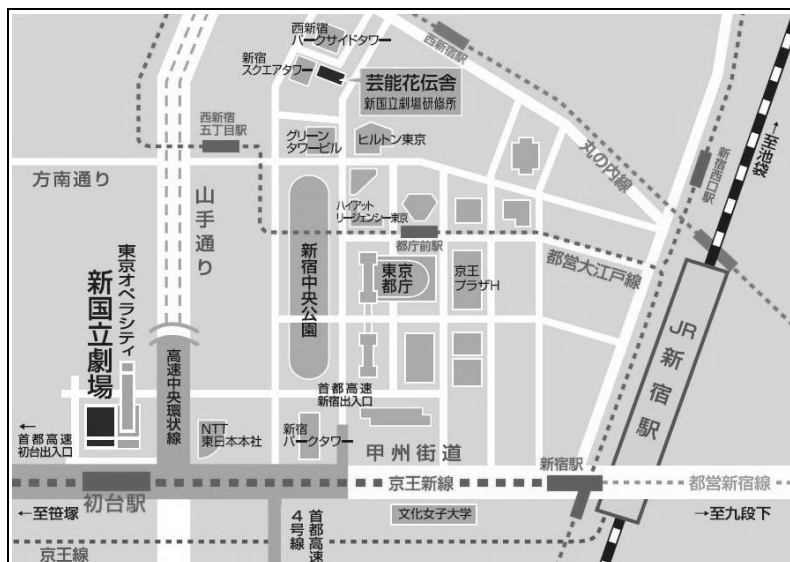 西新宿
パークサイドタワー
西新宿駅
新宿
スクエアタワー
芸能花伝舎
新国立劇場研修所
西新宿
五丁目駅
グリーン
タワービル
ヒルトン東京
丸の内線
新宿西口駅
←至池袋
方南通り
山手通り
ハイアット
リージェンシー東京
都庁前駅
都営大江戸線
東京オペラシティ
新国立劇場
新宿中央公園
東京
都庁
京王
プラザH
JR新宿駅
高速中央環状線
首都高速
新宿出入口
←
首都高速
初台出入口
NTT
東日本本社
新宿
パークタワー
甲州街道
新宿駅
初台駅
京王新線
都営新宿線
←至笹塚
首都高速
4号線
文化女子大学
→至九段下
京王線